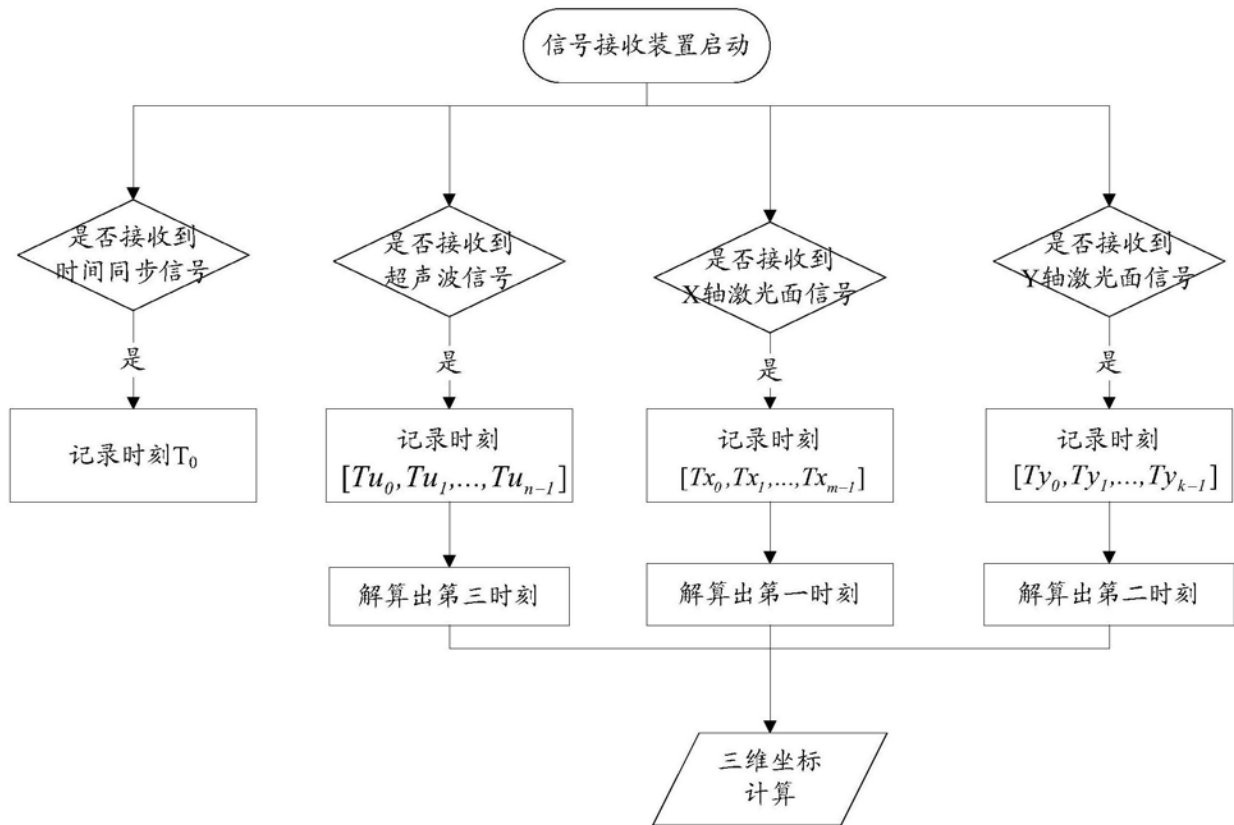 信号接收装置启动
是否接收到
时间同步信号
是否接收到
超声波信号
是否接收到
X轴激光面信号
是否接收到
Y轴激光面信号
是
是
是
是
记录时刻T₀
记录时刻
[Tu₀,Tu₁,...,Tuₙ₋₁]
记录时刻
[Tx₀,Tx₁,...,Txₘ₋₁]
记录时刻
[Ty₀,Ty₁,...,Tyₖ₋₁]
解算出第三时刻
解算出第一时刻
解算出第二时刻
三维坐标
计算